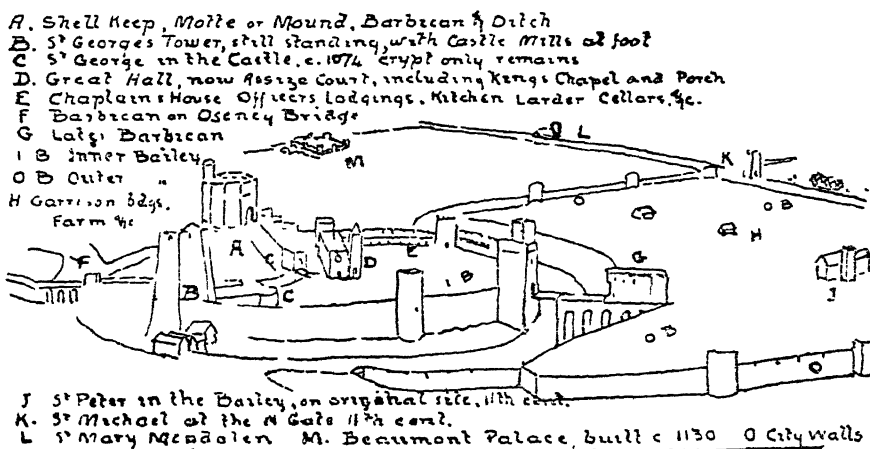 A. Shell Keep, Motte or Mound, Barbican & Ditch
B. St Georges Tower, still standing, with Castle Mills at foot
C St George in the Castle. c. 1074 crypt only remains
D. Great Hall, now Assize Court, including Kings Chapel and Porch
E Chaplains House Officers Lodgings. Kitchen Larder Cellars. &c.
F Barbican on Oseney Bridge
G Later Barbican
I B Inner Bailey
O B Outer "
H Garrison bdgs.
Farm &c
L
M
K
O
O B
H
A
C
D
E
G
F
B
C
I B
J
O B
O
J St Peter in the Bailey, on original site, 11th cent.
K. St Michael at the N Gate 11th cent.
L St Mary Magdalen M. Beaumont Palace, built c 1130 O City Walls